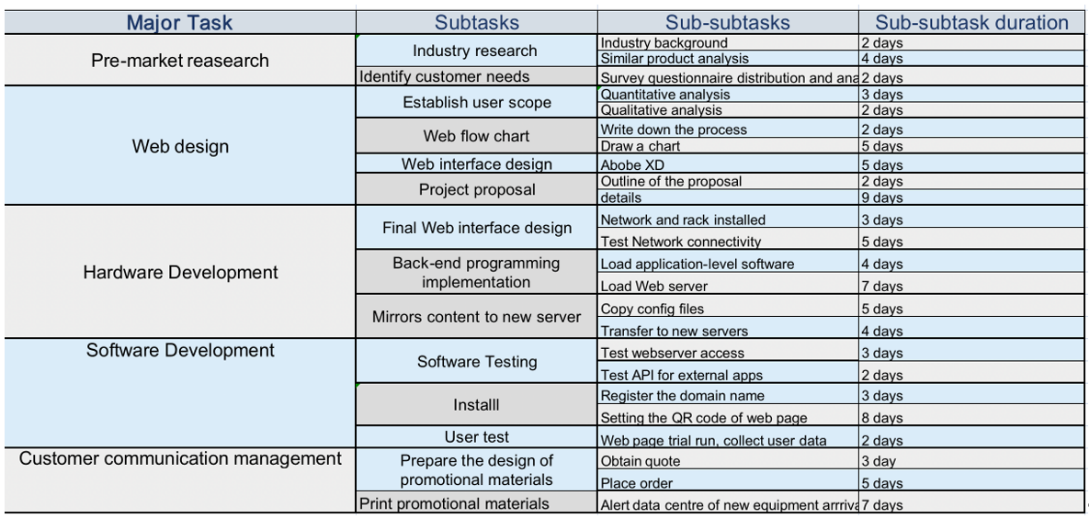 Major Task Subtasks Sub-subtasks Sub-subtask duration
Pre-market reasearch Industry research Industry background 2 days
Similar product analysis 4 days
Identify customer needs Survey questionnaire distribution and ana 2 days
Web design Establish user scope Quantitative analysis 3 days
Qualitative analysis 2 days
Web flow chart Write down the process 2 days
Draw a chart 5 days
Web interface design Abobe XD 5 days
Project proposal Outline of the proposal 2 days
details 9 days
Hardware Development Final Web interface design Network and rack installed 3 days
Test Network connectivity 5 days
Back-end programming implementation Load application-level software 4 days
Load Web server 7 days
Mirrors content to new server Copy config files 5 days
Transfer to new servers 4 days
Software Development Software Testing Test webserver access 3 days
Test API for external apps 2 days
Installl Register the domain name 3 days
Setting the QR code of web page 8 days
User test Web page trial run, collect user data 2 days
Customer communication management Prepare the design of promotional materials Obtain quote 3 day
Place order 5 days
Print promotional materials Alert data centre of new equipment arrriva 7 days